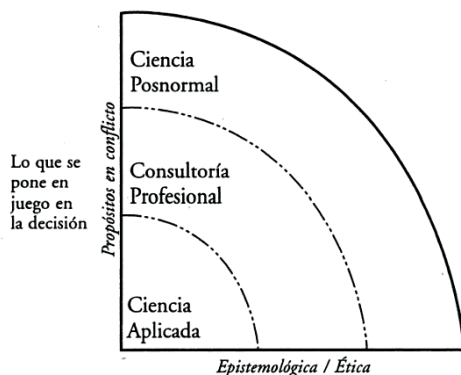 Ciencia
Posnormal
Lo que se
pone en
juego en
la decisión
Propósitos en conflicto
Consultoría
Profesional
Ciencia
Aplicada
Epistemológica / Ética